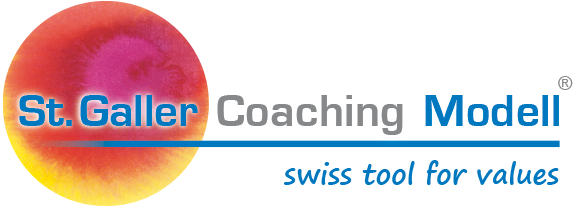 St. Galler Coaching Modell®
swiss tool for values